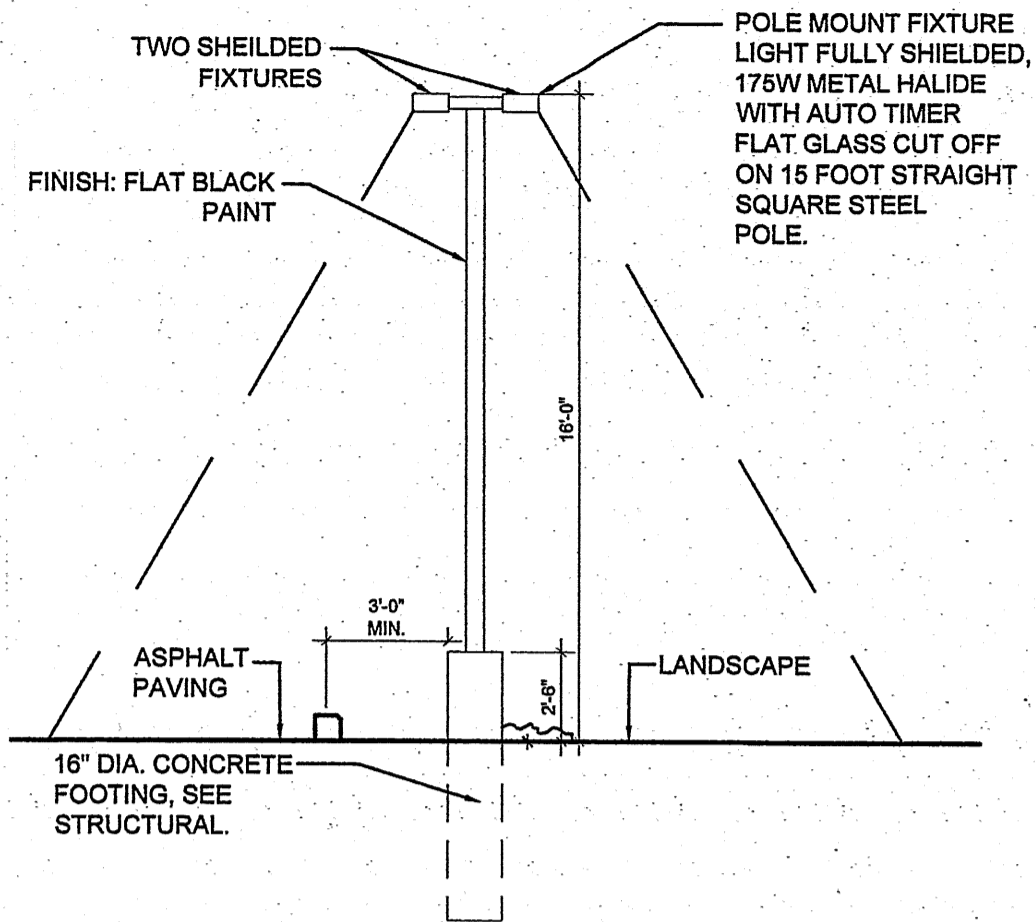 TWO SHEILDED
FIXTURES
POLE MOUNT FIXTURE
LIGHT FULLY SHIELDED,
175W METAL HALIDE
WITH AUTO TIMER
FLAT GLASS CUT OFF
ON 15 FOOT STRAIGHT
SQUARE STEEL
POLE.
FINISH: FLAT BLACK
PAINT
16'-0"
3'-0"
MIN.
ASPHALT
PAVING
2'-6"
LANDSCAPE
16" DIA. CONCRETE
FOOTING, SEE
STRUCTURAL.